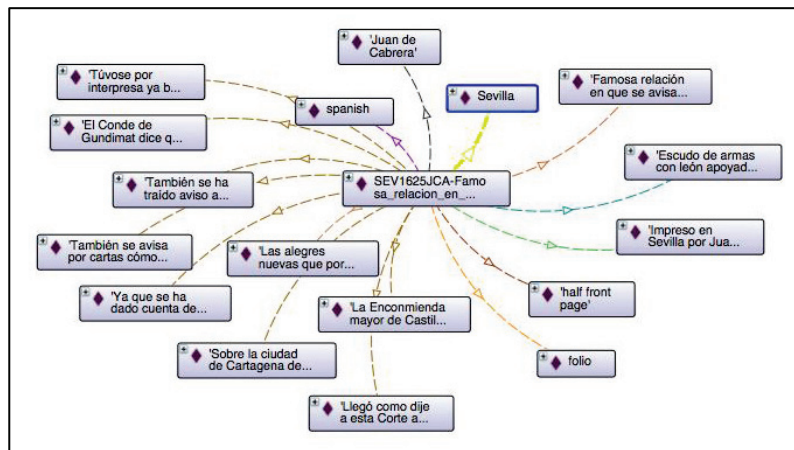 'Juan de
Cabrera'
'Túvose por
interpresa ya b...
Sevilla
'Famosa relación
en que se avisa...
spanish
'El Conde de
Gundimat dice q...
'Escudo de armas
con león apoyad...
'También se ha
traído aviso a...
SEV1625JCA-Famo
sa_relacion_en_...
'Impreso en
Sevilla por Jua...
'También se avisa
por cartas cómo...
'Las alegres
nuevas que por...
'Ya que se ha
dado cuenta de...
'half front
page'
'La Enconmienda
mayor de Castil...
'Sobre la ciudad
de Cartagena de...
folio
'Llegó como dije
a esta Corte a...